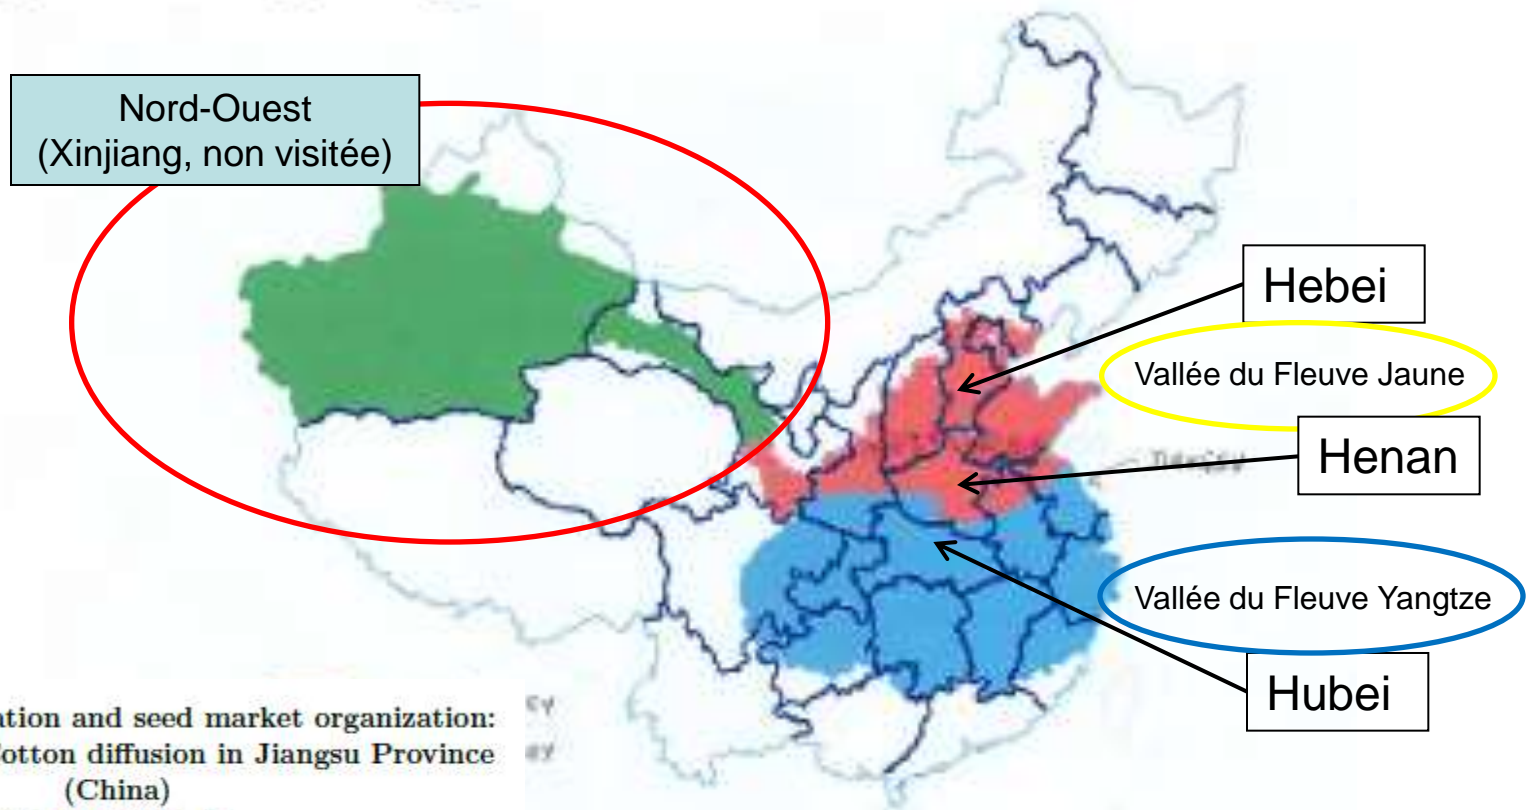 Nord-Ouest
(Xinjiang, non visitée)
Hebei
Vallée du Fleuve Jaune
Henan
Vallée du Fleuve Yangtze
Hubei
ation and seed market organization:
otton diffusion in Jiangsu Province
(China)